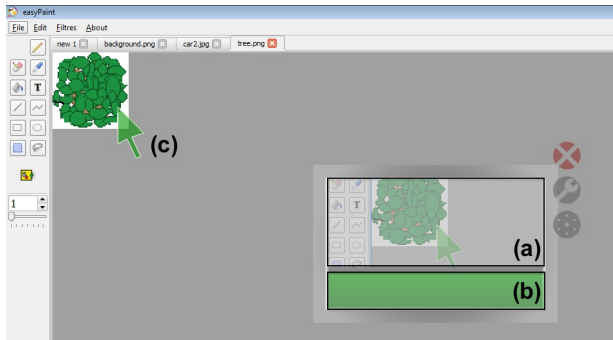 easyPaint
File Edit Filtres About
new 1 background.png car2.jpg tree.png
T
(c)
1
T
(a)
(b)